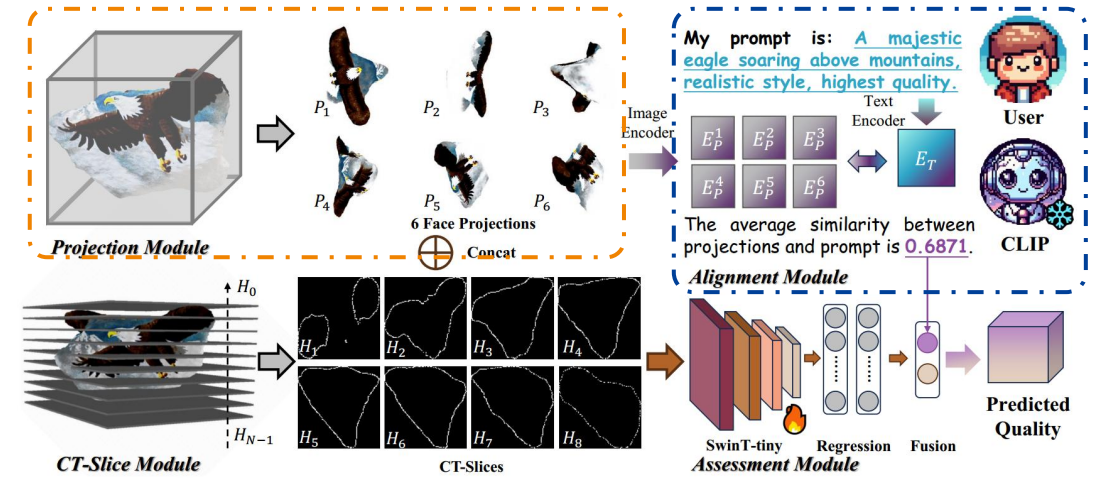 P1
P2
P3
P4
P5
P6
6 Face Projections
Projection Module
Concat
Image
Encoder
My prompt is: A majestic
eagle soaring above mountains,
realistic style, highest quality.
Text
Encoder
E_P^1 E_P^2 E_P^3
E_T
E_P^4 E_P^5 E_P^6
User
CLIP
The average similarity between
projections and prompt is 0.6871.
Alignment Module
H0
HN−1
CT-Slice Module
H1 H2 H3 H4
H5 H6 H7 H8
CT-Slices
SwinT-tiny
Regression
Fusion
Assessment Module
Predicted
Quality